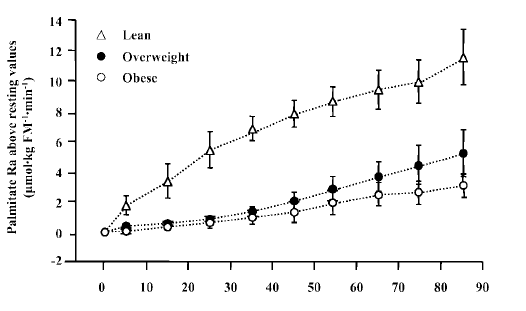 14
12
10
8
6
4
2
0
-2
Palmitate Ra above resting values
(μmol·kg FM⁻¹·min⁻¹)
Lean
Overweight
Obese
0 10 20 30 40 50 60 70 80 90